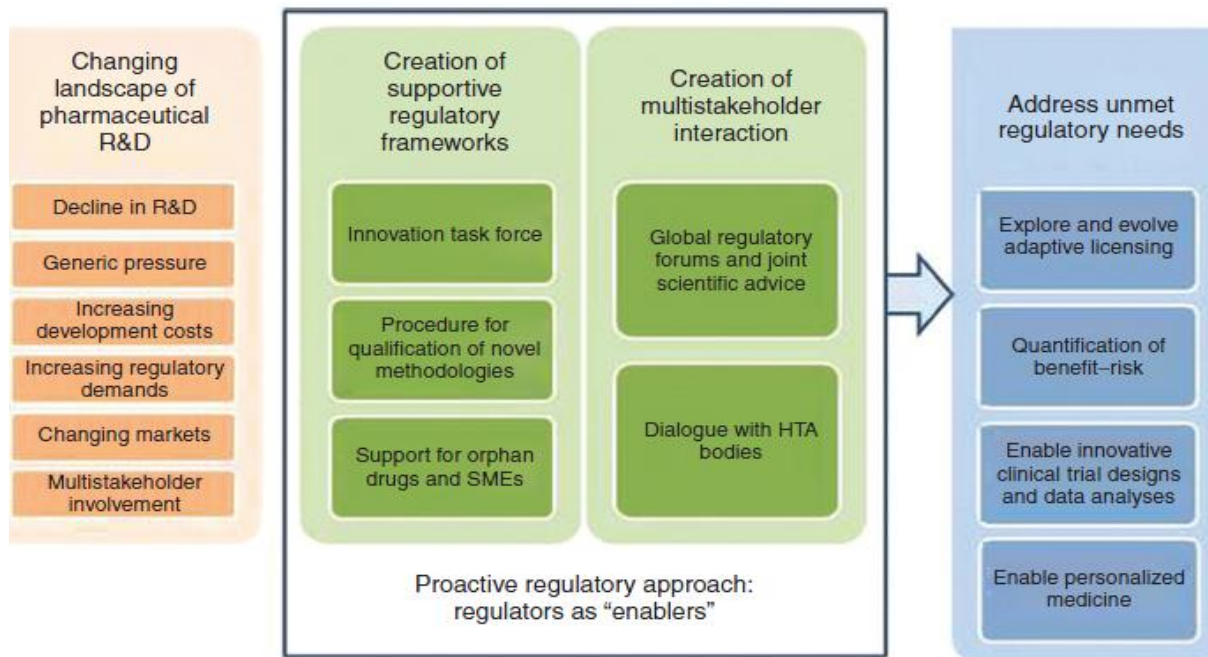 Changing
landscape of
pharmaceutical
R&D
Decline in R&D
Generic pressure
Increasing
development costs
Increasing regulatory
demands
Changing markets
Multistakeholder
involvement
Creation of
supportive
regulatory
frameworks
Innovation task force
Procedure for
qualification of novel
methodologies
Support for orphan
drugs and SMEs
Creation of
multistakeholder
interaction
Global regulatory
forums and joint
scientific advice
Dialogue with HTA
bodies
Proactive regulatory approach:
regulators as “enablers”
Address unmet
regulatory needs
Explore and evolve
adaptive licensing
Quantification of
benefit–risk
Enable innovative
clinical trial designs
and data analyses
Enable personalized
medicine